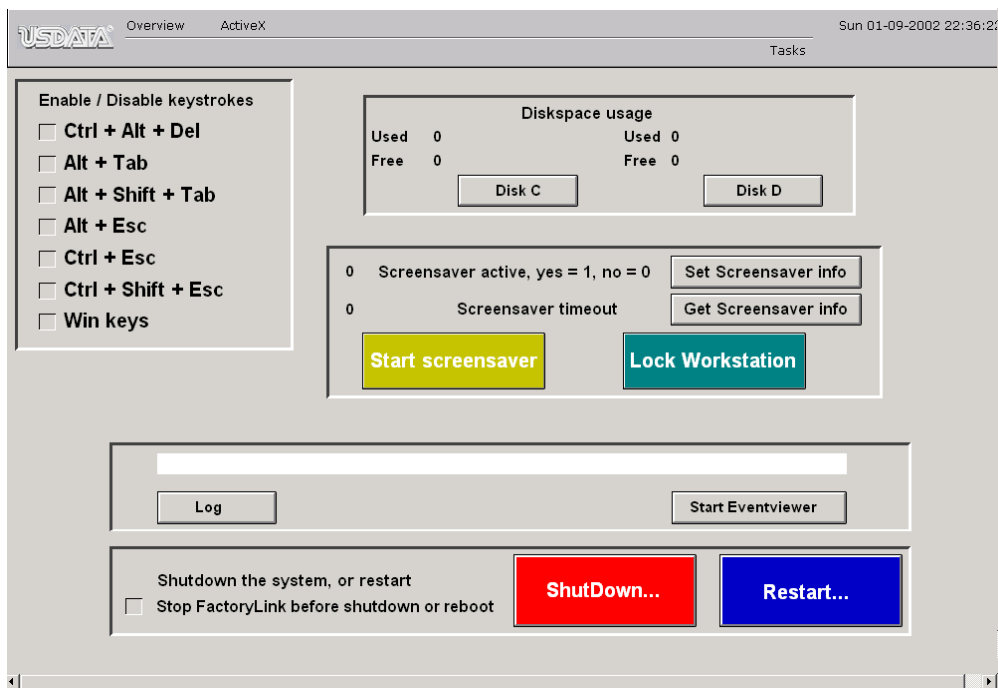 USDATA
Overview ActiveX
Sun 01-09-2002 22:36:22
Tasks
Enable / Disable keystrokes
Ctrl + Alt + Del
Alt + Tab
Alt + Shift + Tab
Alt + Esc
Ctrl + Esc
Ctrl + Shift + Esc
Win keys
Diskspace usage
Used 0 Used 0
Free 0 Free 0
Disk C Disk D
0 Screensaver active, yes = 1, no = 0 Set Screensaver info
0 Screensaver timeout Get Screensaver info
Start screensaver Lock Workstation
Log Start Eventviewer
Shutdown the system, or restart
Stop FactoryLink before shutdown or reboot
ShutDown... Restart...